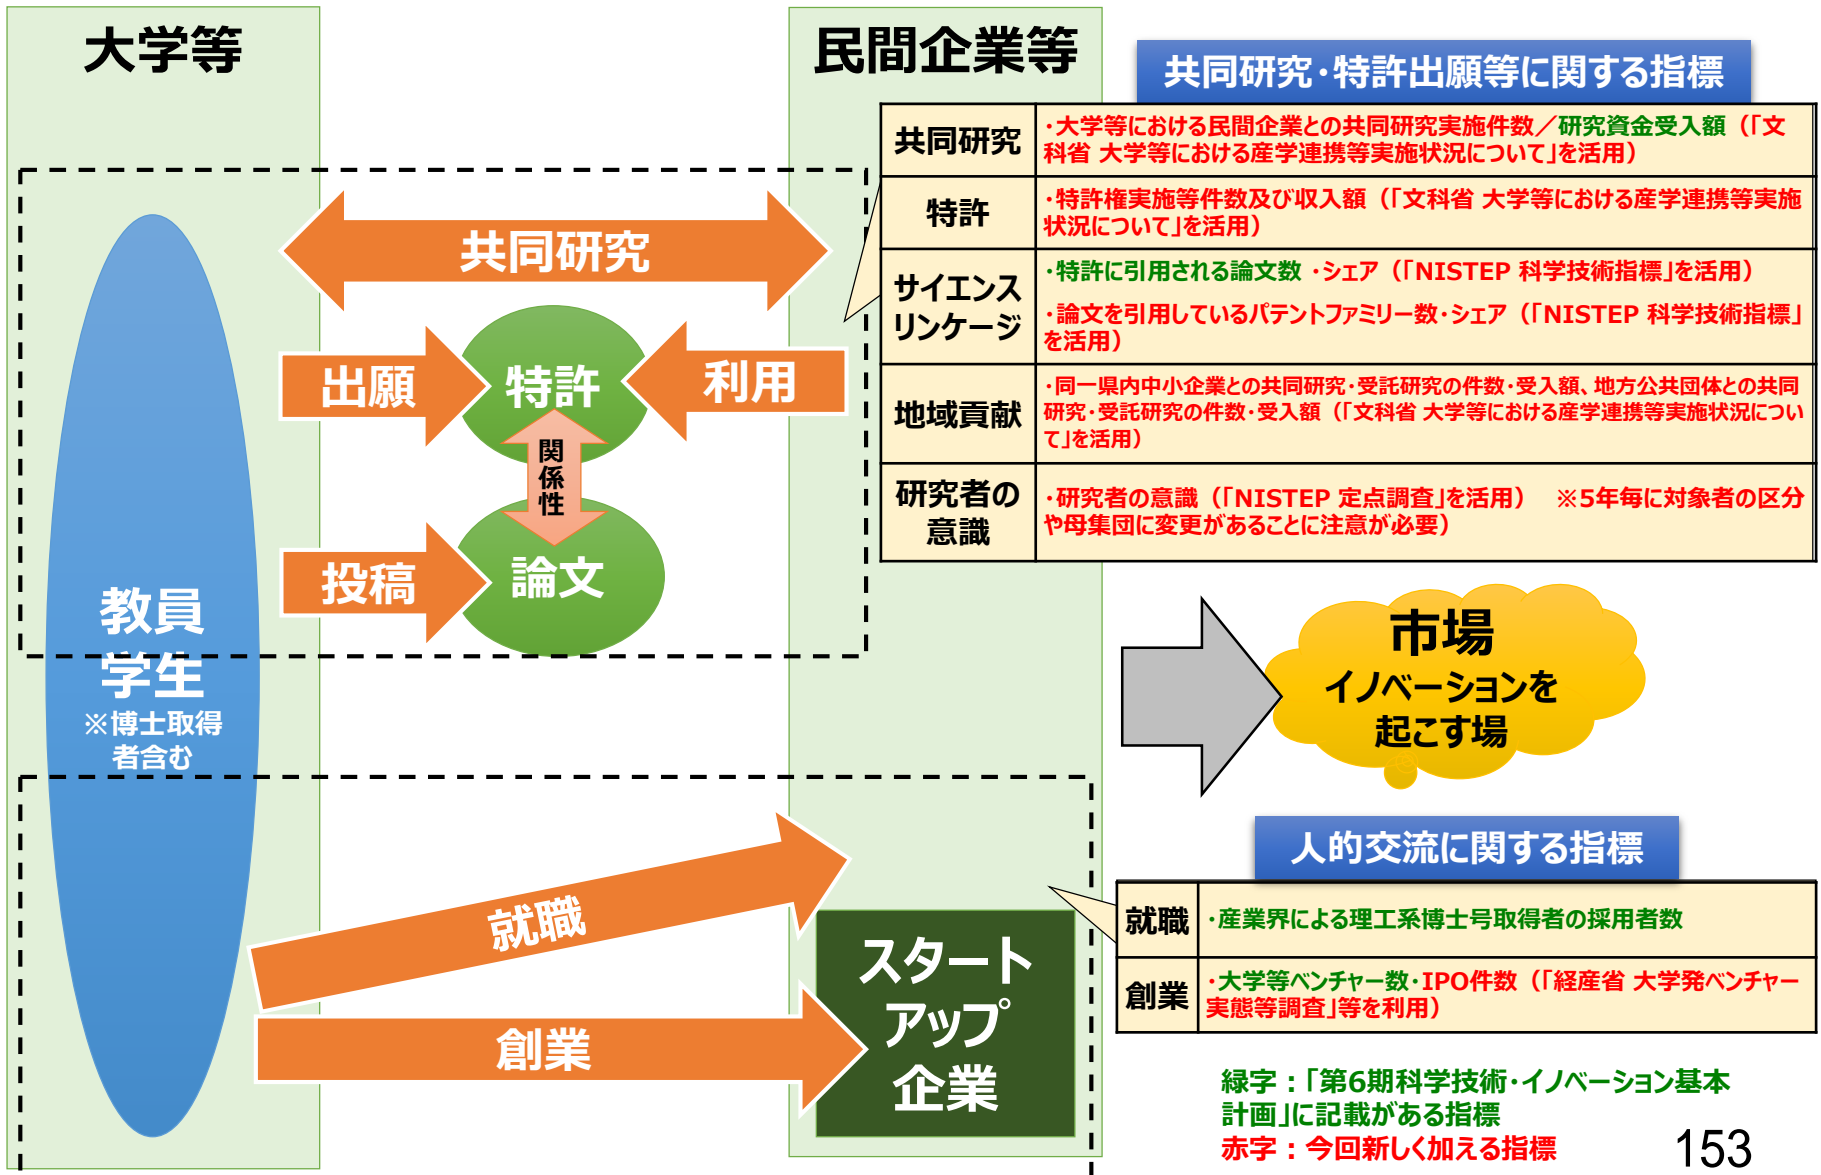 大学等
民間企業等
共同研究・特許出願等に関する指標
共同研究
・大学等における民間企業との共同研究実施件数／研究資金受入額（「文
科省 大学等における産学連携等実施状況について」を活用）
特許
・特許権実施等件数及び収入額（「文科省 大学等における産学連携等実施
状況について」を活用）
サイエンス
リンケージ
・特許に引用される論文数 ・シェア（「NISTEP 科学技術指標」を活用）
・論文を引用しているパテントファミリー数・シェア（「NISTEP 科学技術指標」
を活用）
地域貢献
・同一県内中小企業との共同研究・受託研究の件数・受入額、地方公共団体との共同
研究・受託研究の件数・受入額（「文科省 大学等における産学連携等実施状況につい
て」を活用）
研究者の
意識
・研究者の意識（「NISTEP 定点調査」を活用） ※5年毎に対象者の区分
や母集団に変更があることに注意が必要）
共同研究
出願
特許
利用
関
係
性
投稿
論文
教員
学生
※博士取得
者含む
市場
イノベーションを
起こす場
就職
創業
スタート
アップ
企業
人的交流に関する指標
就職
・産業界による理工系博士号取得者の採用者数
創業
・大学等ベンチャー数・IPO件数（「経産省 大学発ベンチャー
実態等調査」等を利用）
緑字：「第6期科学技術・イノベーション基本
計画」に記載がある指標
赤字：今回新しく加える指標
153